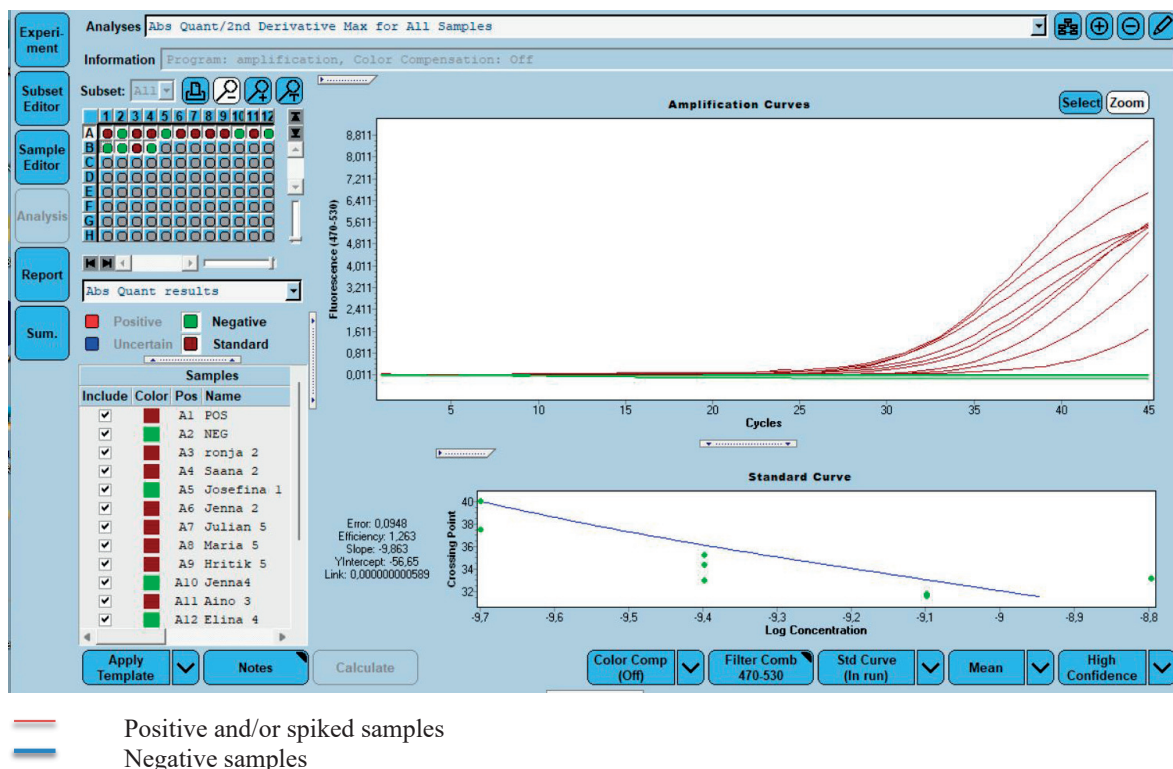 Experi-
ment
Subset
Editor
Sample
Editor
Analysis
Report
Sum.
Analyses Abs Quant/2nd Derivative Max for All Samples
Information Program: amplification, Color Compensation: Off
Subset: All
1 2 3 4 5 6 7 8 9 10 11 12
A
B
C
D
E
F
G
H
Abs Quant results
Positive Negative
Uncertain Standard
Samples
Include Color Pos Name
A1 POS
A2 NEG
A3 ronja 2
A4 Saana 2
A5 Josefina 1
A6 Jenna 2
A7 Julian 5
A8 Maria 5
A9 Hritik 5
A10 Jenna4
A11 Aino 3
A12 Elina 4
Amplification Curves
Select Zoom
Fluorescence (470-530)
8,811
8,011
7,211
6,411
5,611
4,811
4,011
3,211
2,411
1,611
0,811
0,011
5 10 15 20 25 30 35 40 45
Cycles
Standard Curve
Error: 0,0948
Efficiency: 1,263
Slope: -9,863
YIntercept: -56,65
Link: 0,000000000589
Crossing Point
40
38
36
34
32
-9,7 -9,6 -9,5 -9,4 -9,3 -9,2 -9,1 -9 -8,9 -8,8
Log Concentration
Apply
Template
Notes
Calculate
Color Comp
(Off)
Filter Comb
470-530
Std Curve
(In run)
Mean
High
Confidence
Positive and/or spiked samples
Negative samples